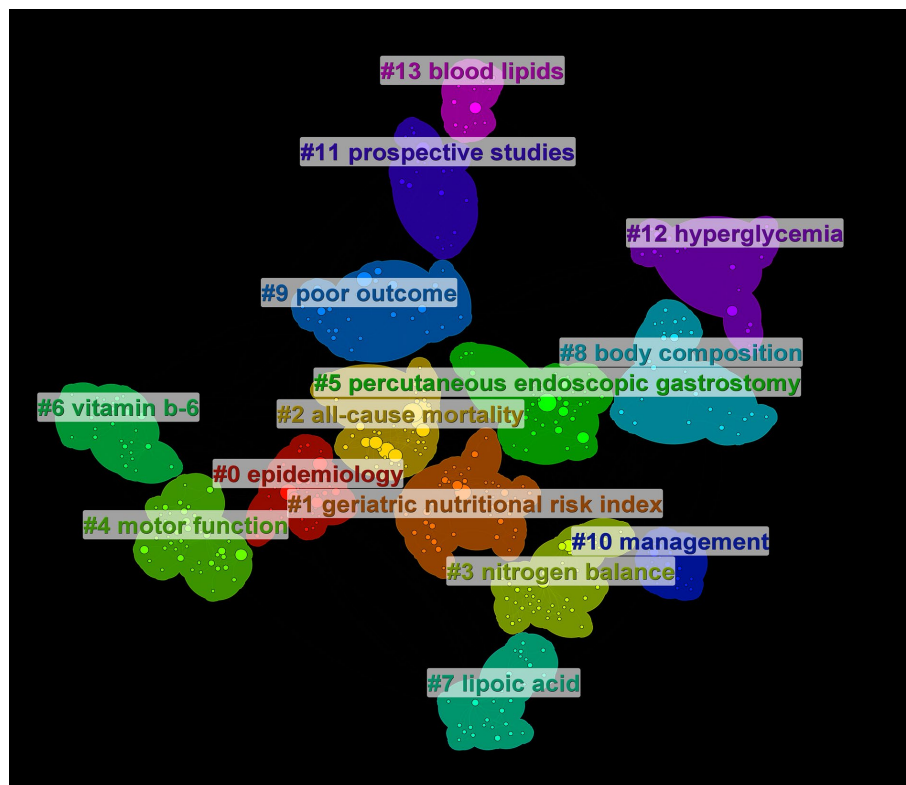 #13 blood lipids
#11 prospective studies
#12 hyperglycemia
#9 poor outcome
#8 body composition
#5 percutaneous endoscopic gastrostomy
#6 vitamin b-6
#2 all-cause mortality
#0 epidemiology
#1 geriatric nutritional risk index
#4 motor function
#10 management
#3 nitrogen balance
#7 lipoic acid